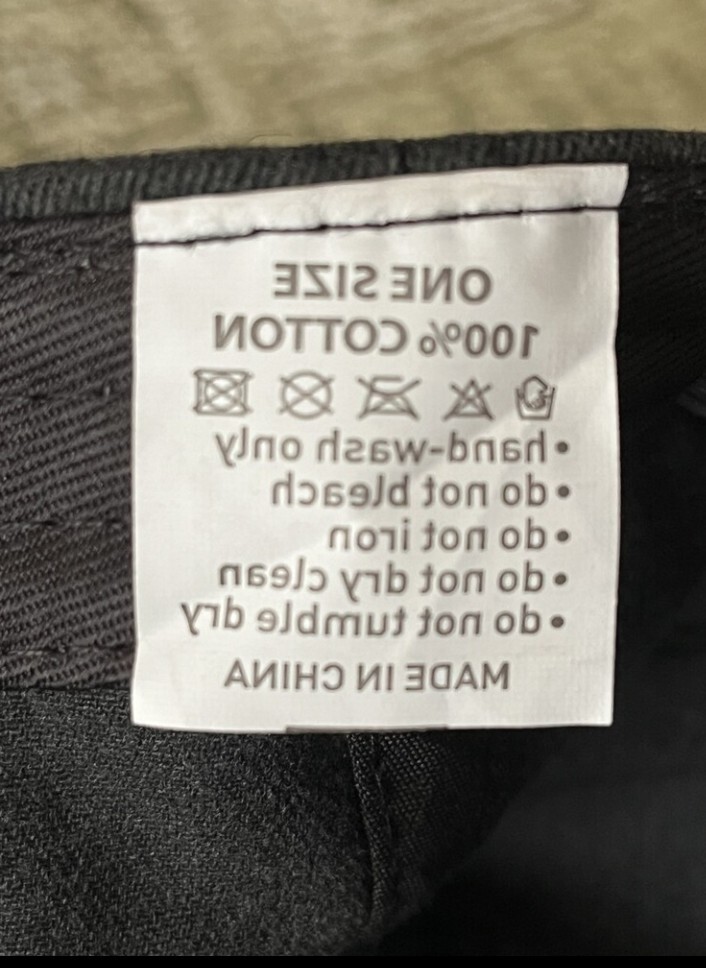 ONE SIZE
100% COTTON
•hand-wash only
•do not bleach
•do not iron
•do not dry clean
•do not tumble dry
MADE IN CHINA